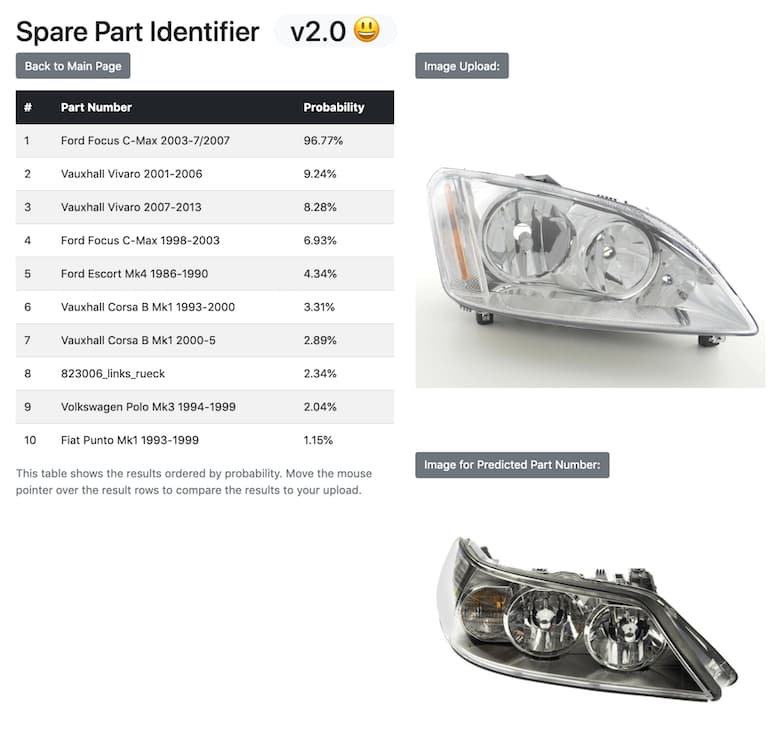 Spare Part Identifier v2.0 😃
Back to Main Page
Image Upload:
# Part Number Probability
1 Ford Focus C-Max 2003-7/2007 96.77%
2 Vauxhall Vivaro 2001-2006 9.24%
3 Vauxhall Vivaro 2007-2013 8.28%
4 Ford Focus C-Max 1998-2003 6.93%
5 Ford Escort Mk4 1986-1990 4.34%
6 Vauxhall Corsa B Mk1 1993-2000 3.31%
7 Vauxhall Corsa B Mk1 2000-5 2.89%
8 823006_links_rueck 2.34%
9 Volkswagen Polo Mk3 1994-1999 2.04%
10 Fiat Punto Mk1 1993-1999 1.15%
This table shows the results ordered by probability. Move the mouse
pointer over the result rows to compare the results to your upload.
Image for Predicted Part Number: